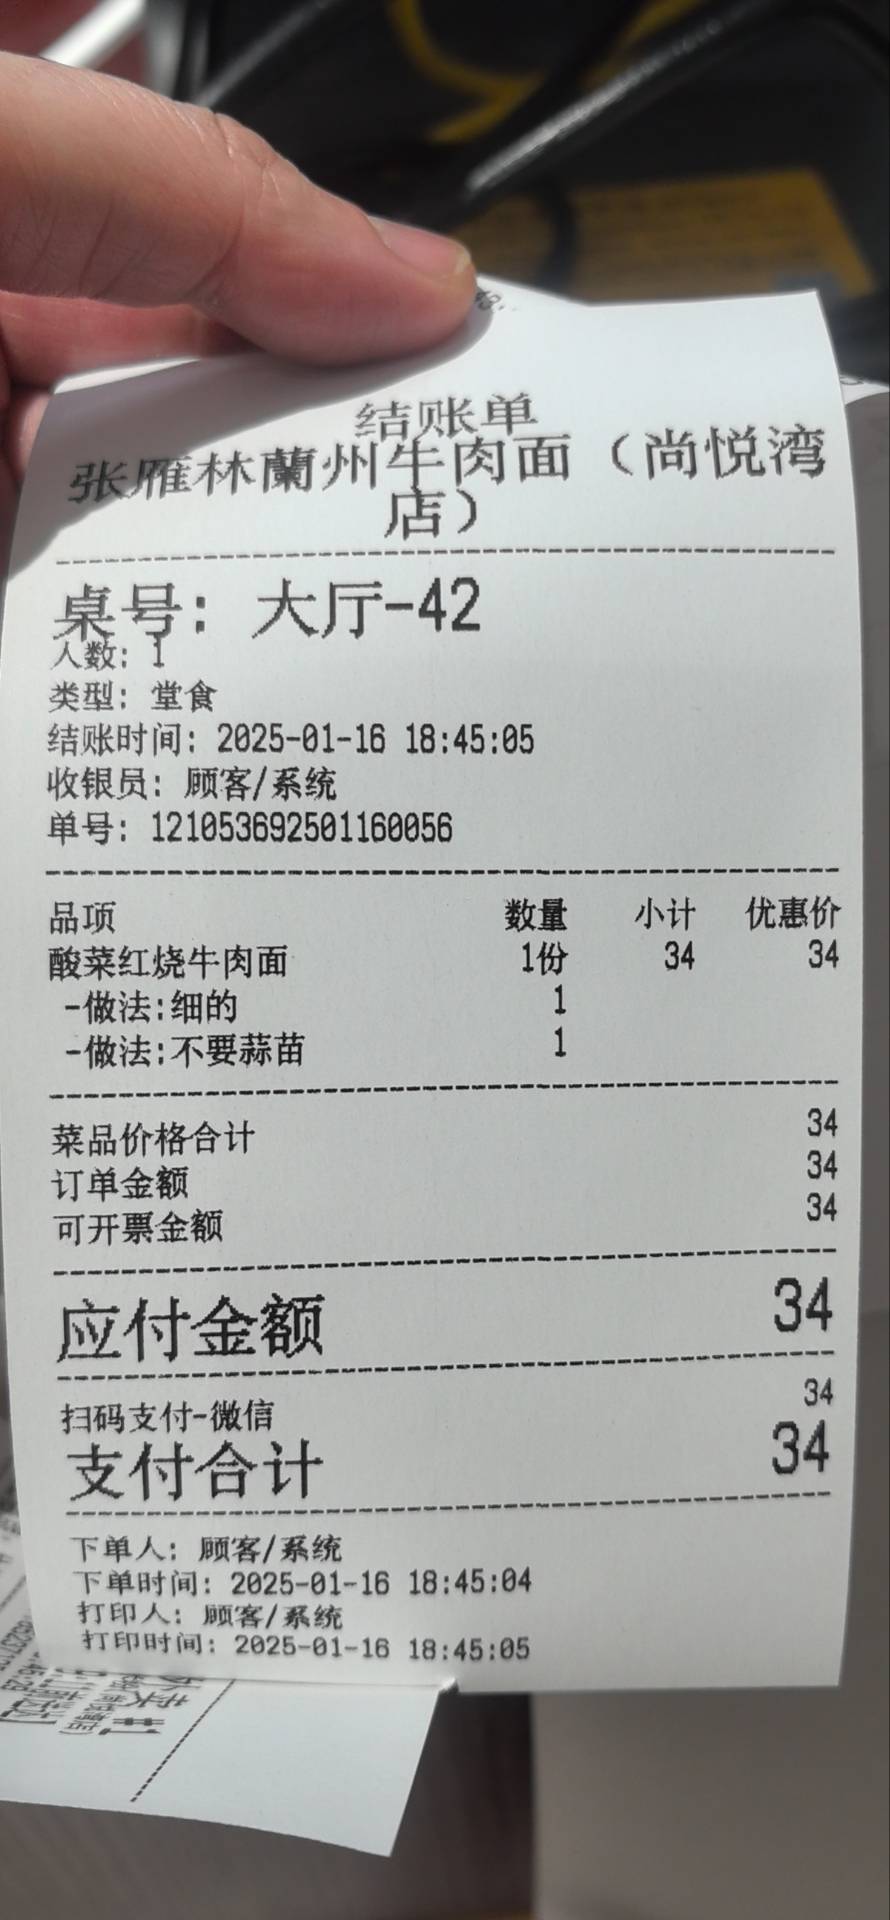 结账单
张雁林蘭州牛肉面（尚悦湾
店）
桌号：大厅-42
人数：1
类型：堂食
结账时间：2025-01-16 18:45:05
收银员：顾客/系统
单号：121053692501160056
品项 数量 小计 优惠价
酸菜红烧牛肉面 1份 34 34
-做法:细的 1
-做法:不要蒜苗 1
菜品价格合计 34
订单金额 34
可开票金额 34
应付金额 34
扫码支付-微信 34
支付合计 34
下单人：顾客/系统
下单时间：2025-01-16 18:45:04
打印人：顾客/系统
打印时间：2025-01-16 18:45:05